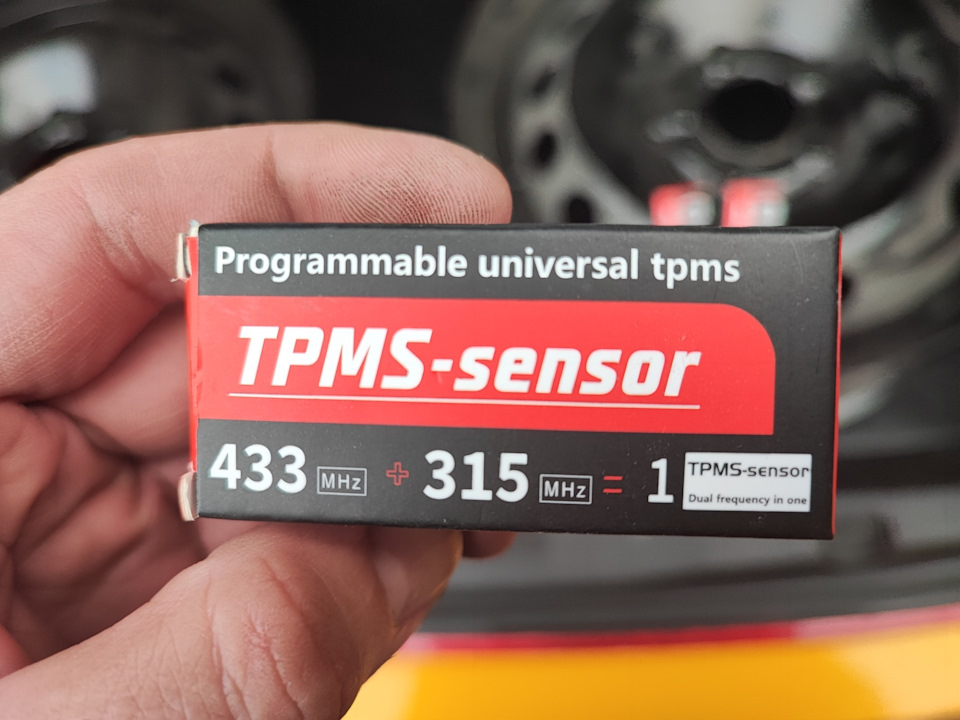 Programmable universal tpms
TPMS-sensor
433 MHz + 315 MHz = 1 TPMS-sensor
Dual frequency in one